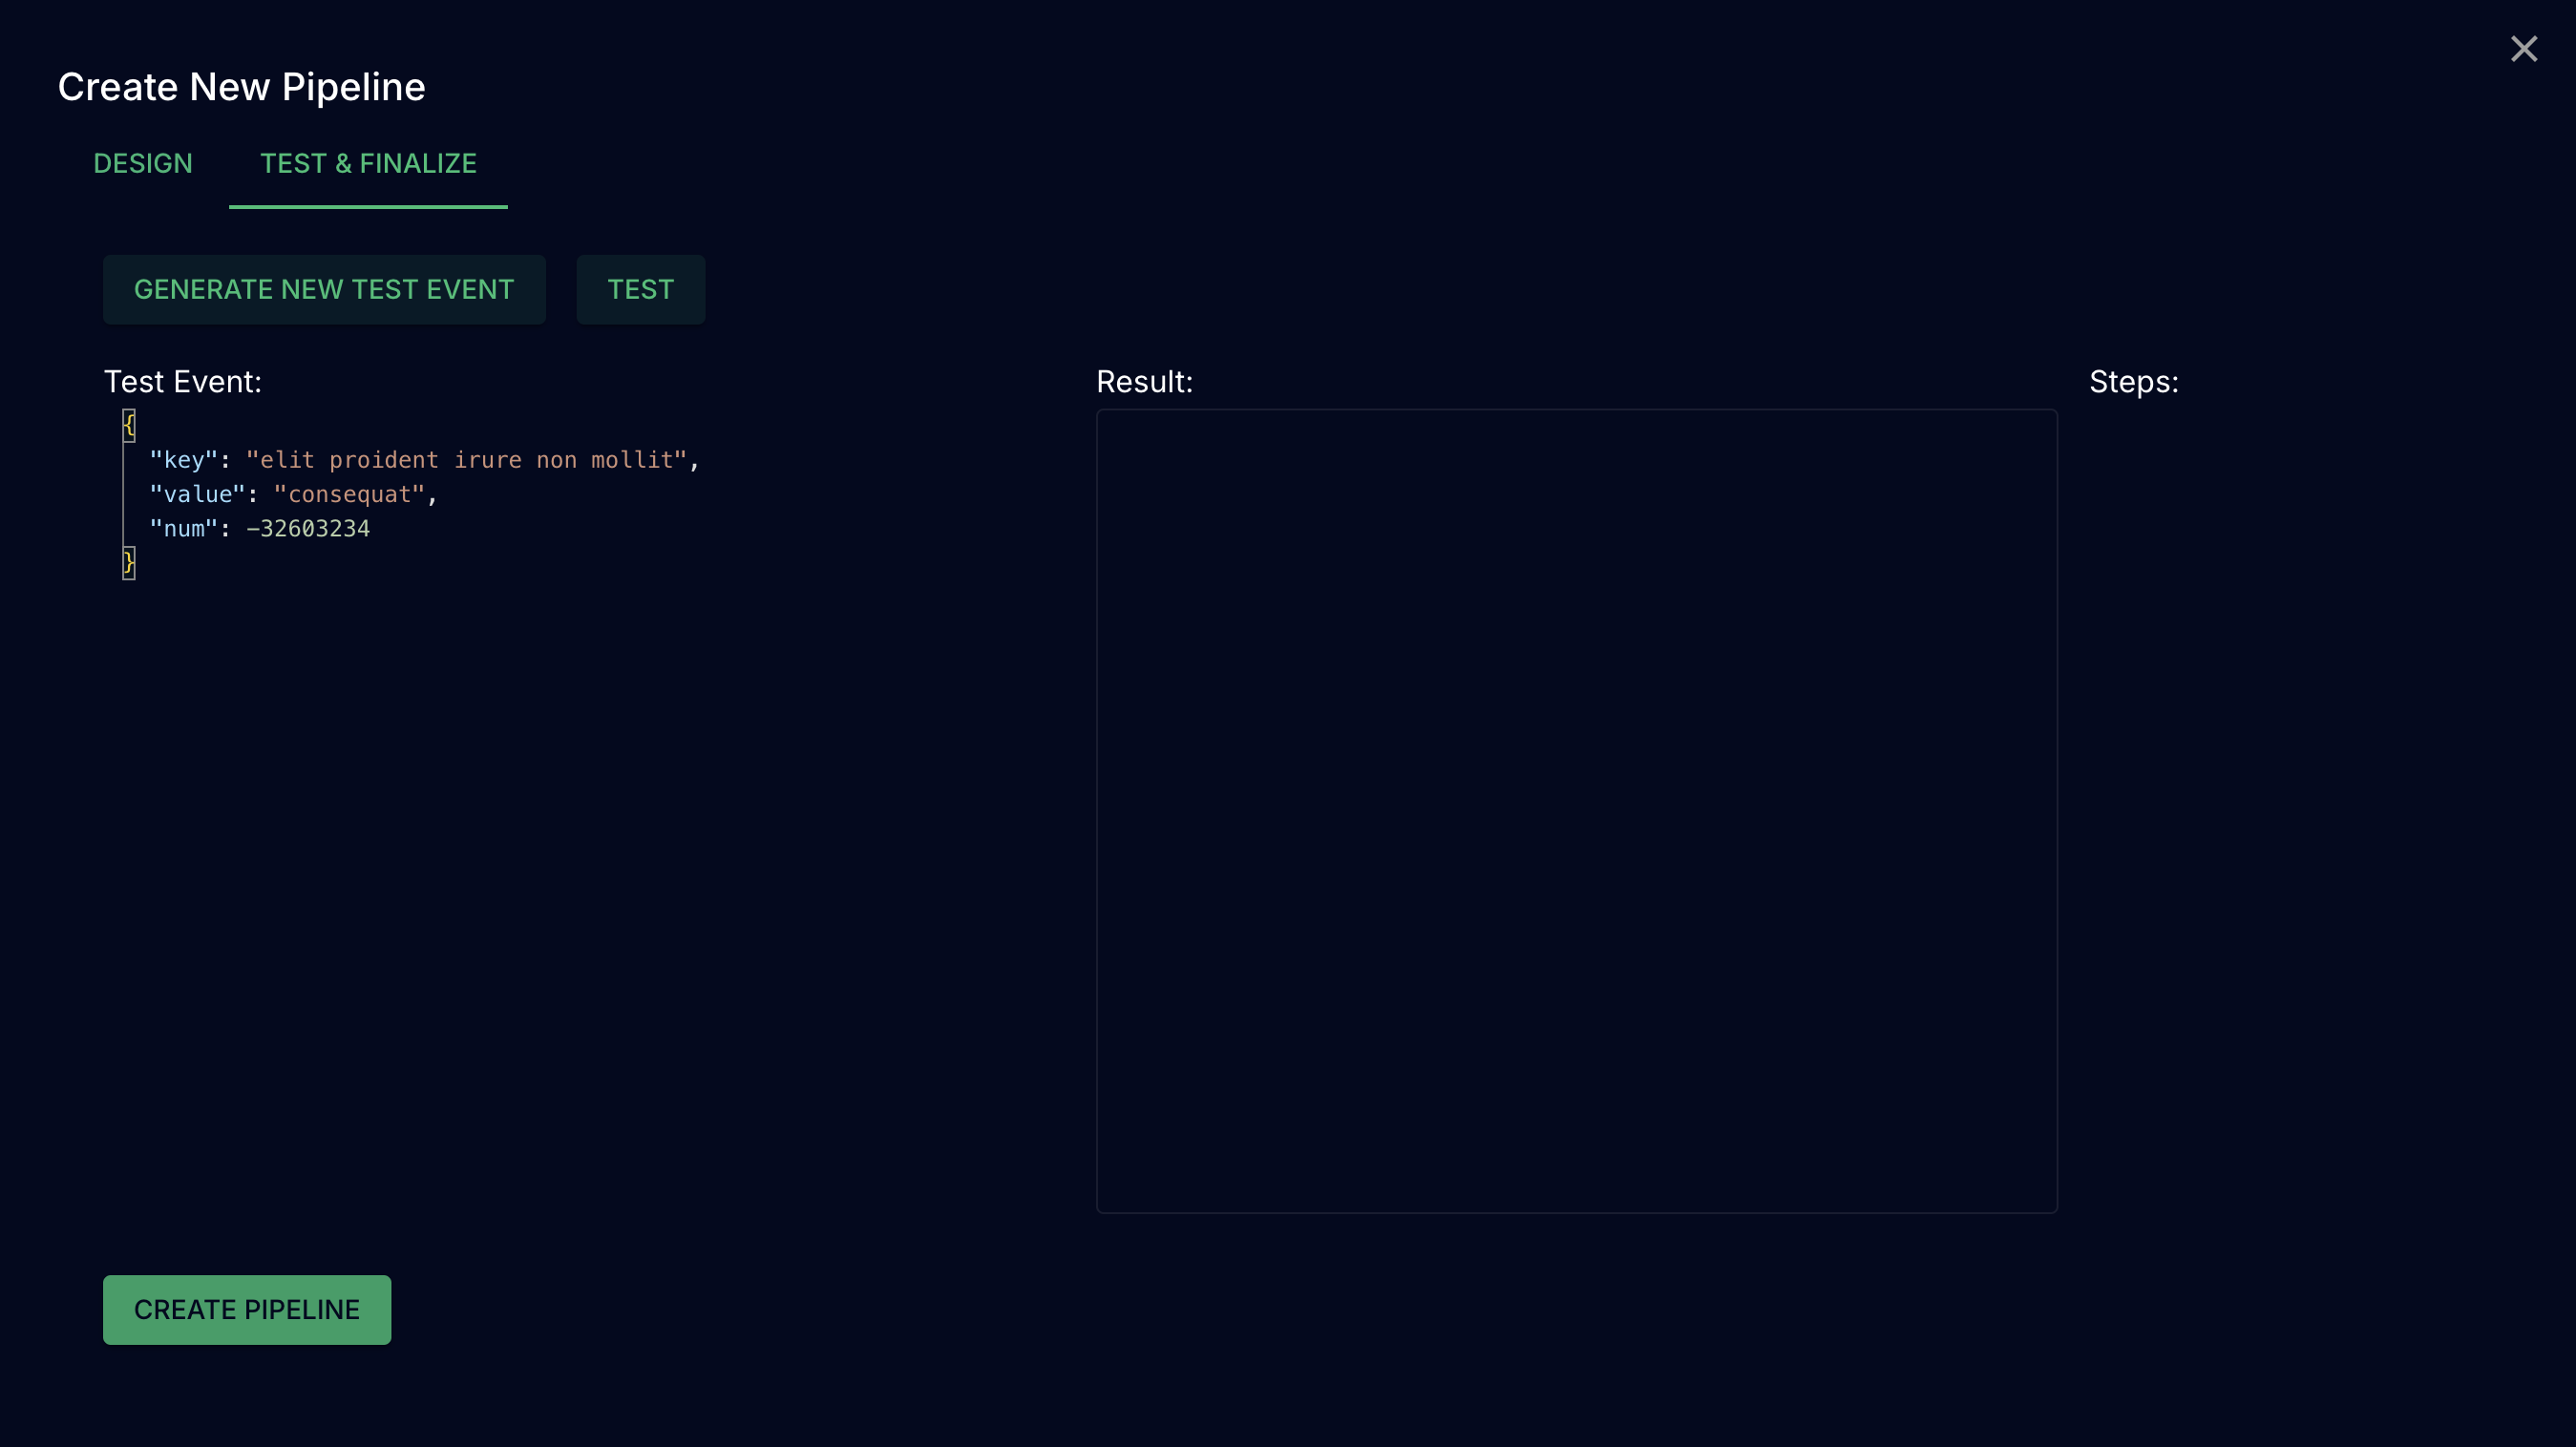 Create New Pipeline
DESIGN TEST & FINALIZE
GENERATE NEW TEST EVENT TEST
Test Event:
{
"key": "elit proident irure non mollit",
"value": "consequat",
"num": -32603234
}
Result:
Steps:
CREATE PIPELINE